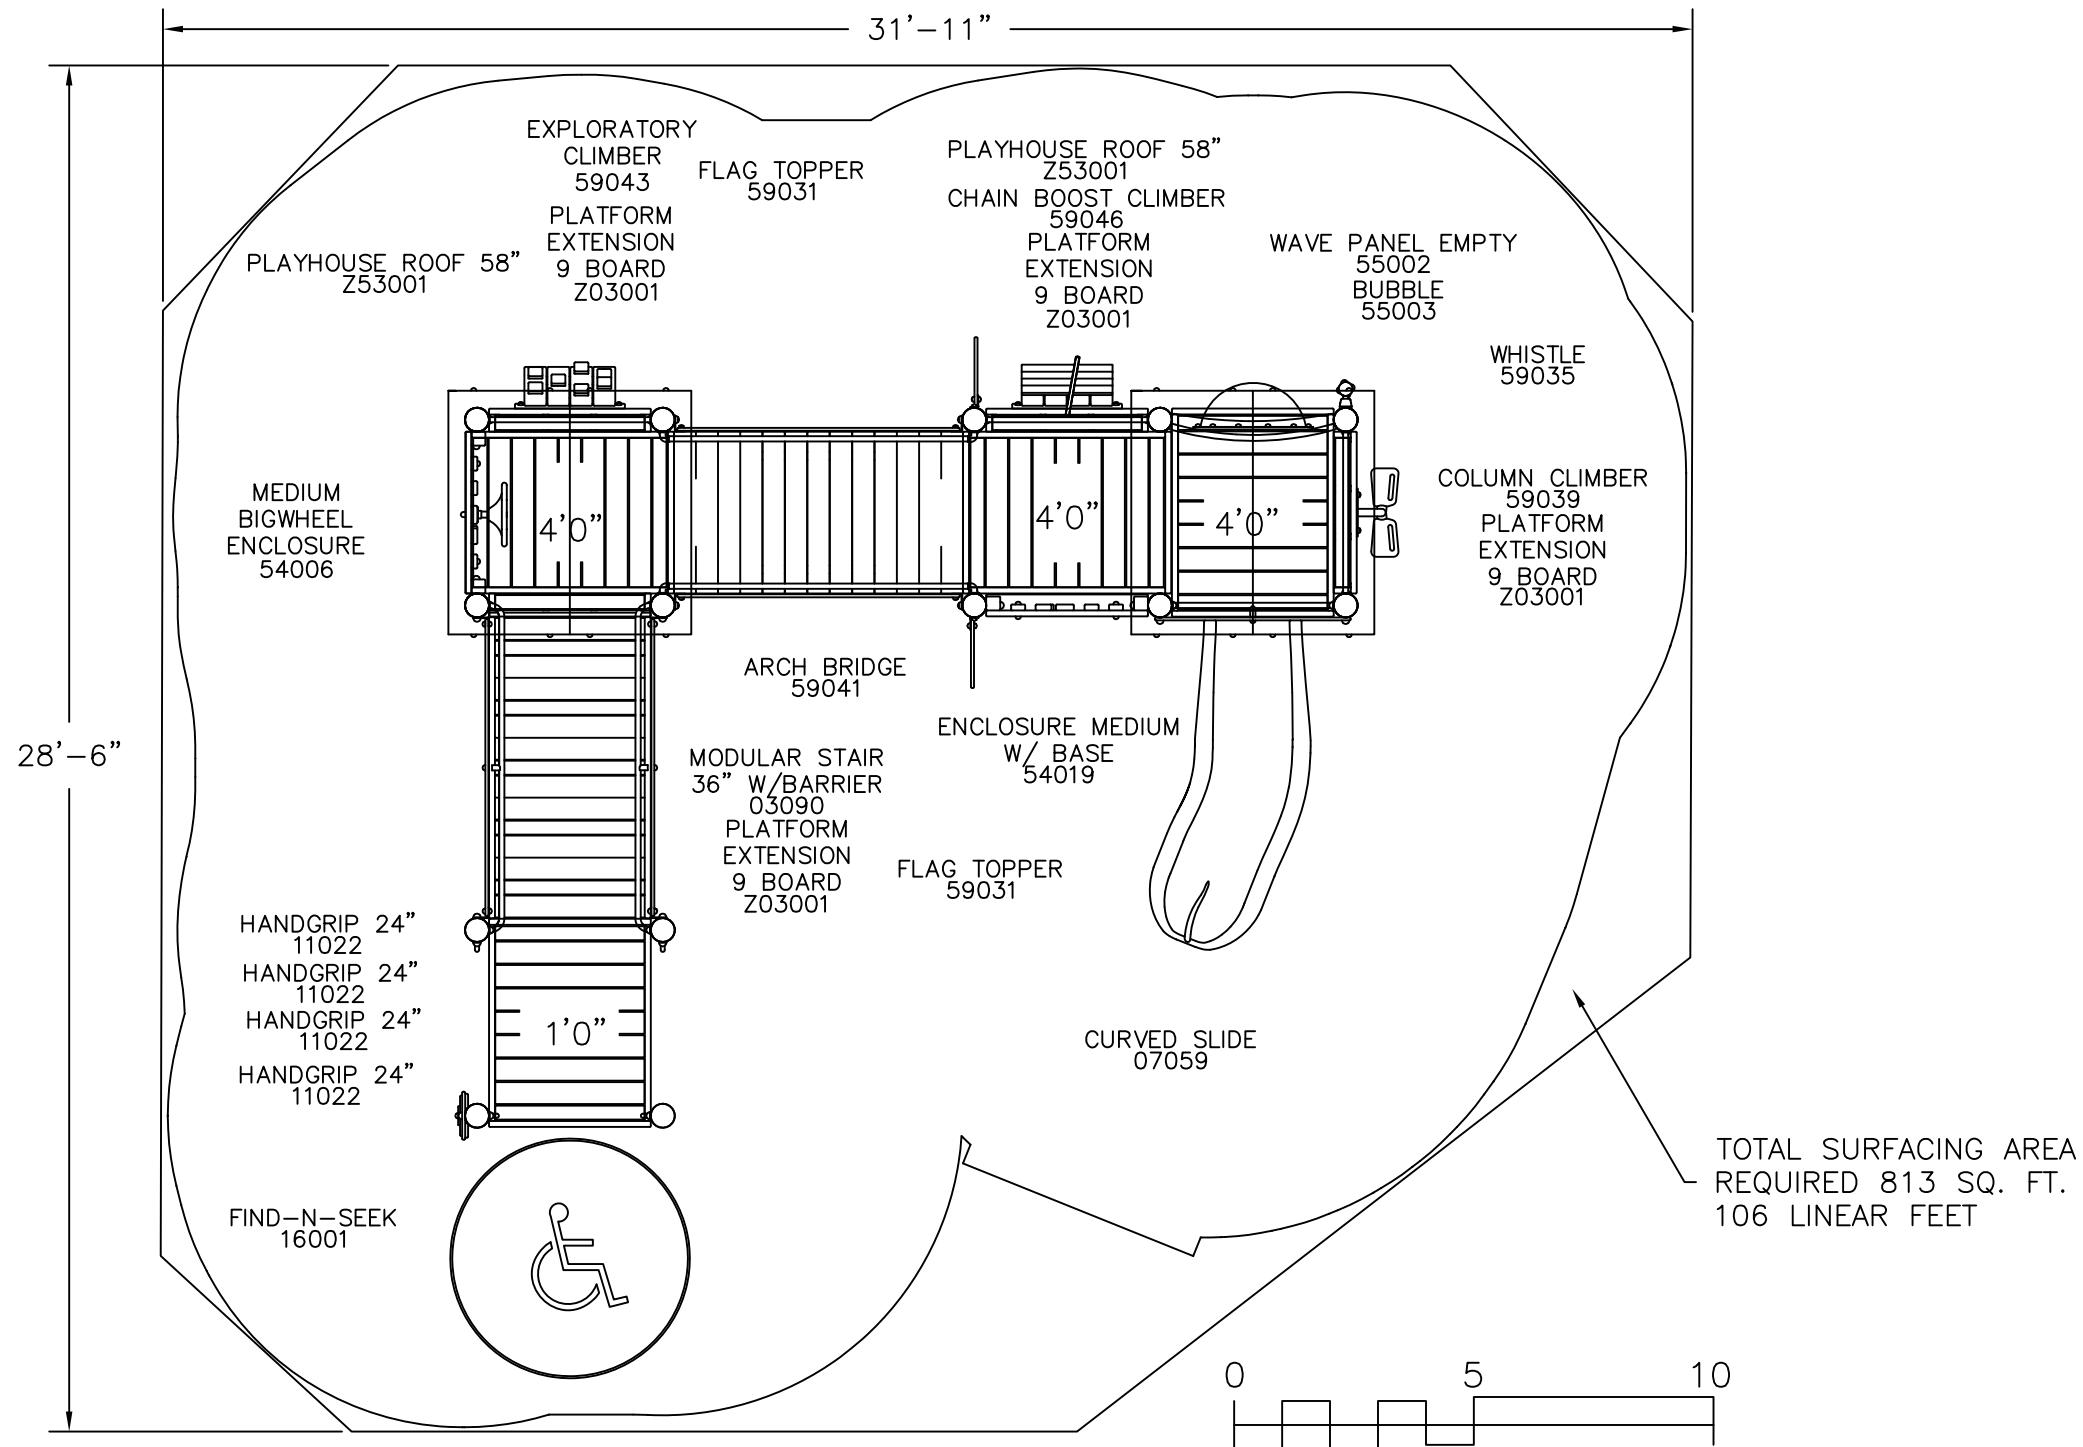 31'-11"
EXPLORATORY
CLIMBER
59043
FLAG TOPPER
59031
PLAYHOUSE ROOF 58"
Z53001
CHAIN BOOST CLIMBER
59046
PLATFORM
EXTENSION
9 BOARD
Z03001
PLATFORM
EXTENSION
9 BOARD
Z03001
PLAYHOUSE ROOF 58"
Z53001
WAVE PANEL EMPTY
55002
BUBBLE
55003
WHISTLE
59035
MEDIUM
BIGWHEEL
ENCLOSURE
54006
4'0"
4'0"
4'0"
COLUMN CLIMBER
59039
PLATFORM
EXTENSION
9 BOARD
Z03001
28'-6"
ARCH BRIDGE
59041
MODULAR STAIR
36" W/BARRIER
03090
PLATFORM
EXTENSION
9 BOARD
Z03001
ENCLOSURE MEDIUM
W/ BASE
54019
FLAG TOPPER
59031
HANDGRIP 24"
11022
HANDGRIP 24"
11022
HANDGRIP 24"
11022
HANDGRIP 24"
11022
1'0"
CURVED SLIDE
07059
FIND-N-SEEK
16001
TOTAL SURFACING AREA
REQUIRED 813 SQ. FT.
106 LINEAR FEET
0 5 10